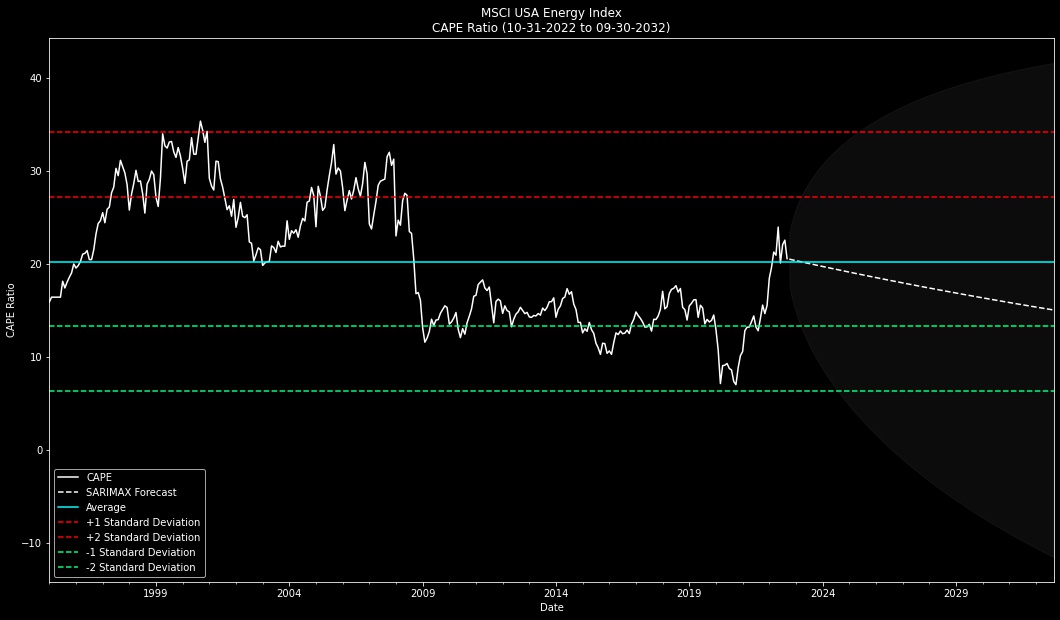 MSCI USA Energy Index
CAPE Ratio (10-31-2022 to 09-30-2032)
CAPE Ratio
40
30
20
10
0
−10
CAPE
SARIMAX Forecast
Average
+1 Standard Deviation
+2 Standard Deviation
-1 Standard Deviation
-2 Standard Deviation
1999
2004
2009
2014
2019
2024
2029
Date